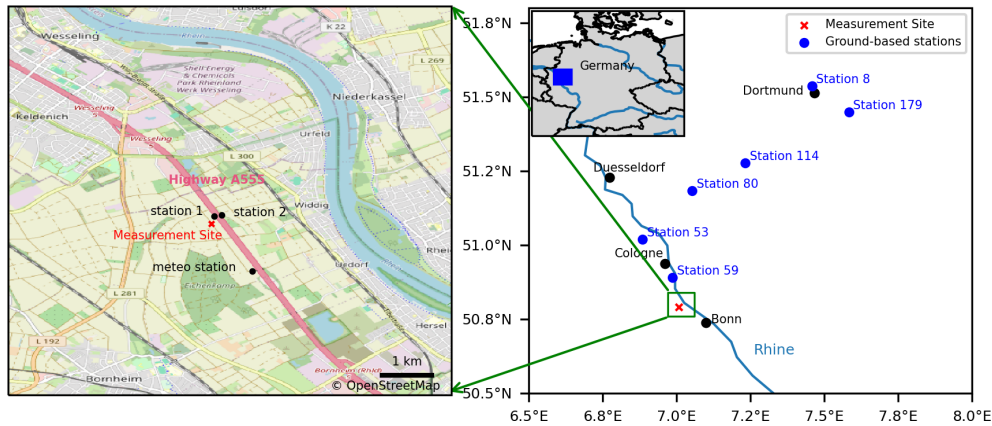 Wesseling
Rhein
K 22
L 269
Shell Energy
& Chemicals
Park Rheinland
Werk Wesseling
Niederkassel
Wesseling
Keldenich
Urfeld
Wesseling
L 300
Highway A555
station 1
station 2
Widdig
Measurement Site
Rhei
meteo station
Uedorf
Eichenkamp
L 281
Hersel
L 192
1 km
Bornheim
Bornheim (Rhld)
© OpenStreetMap
51.8°N
51.5°N
51.2°N
51.0°N
50.8°N
50.5°N
6.5°E
6.8°E
7.0°E
7.2°E
7.5°E
7.8°E
8.0°E
Germany
Measurement Site
Ground-based stations
Station 8
Dortmund
Station 179
Station 114
Duesseldorf
Station 80
Station 53
Cologne
Station 59
Bonn
Rhine